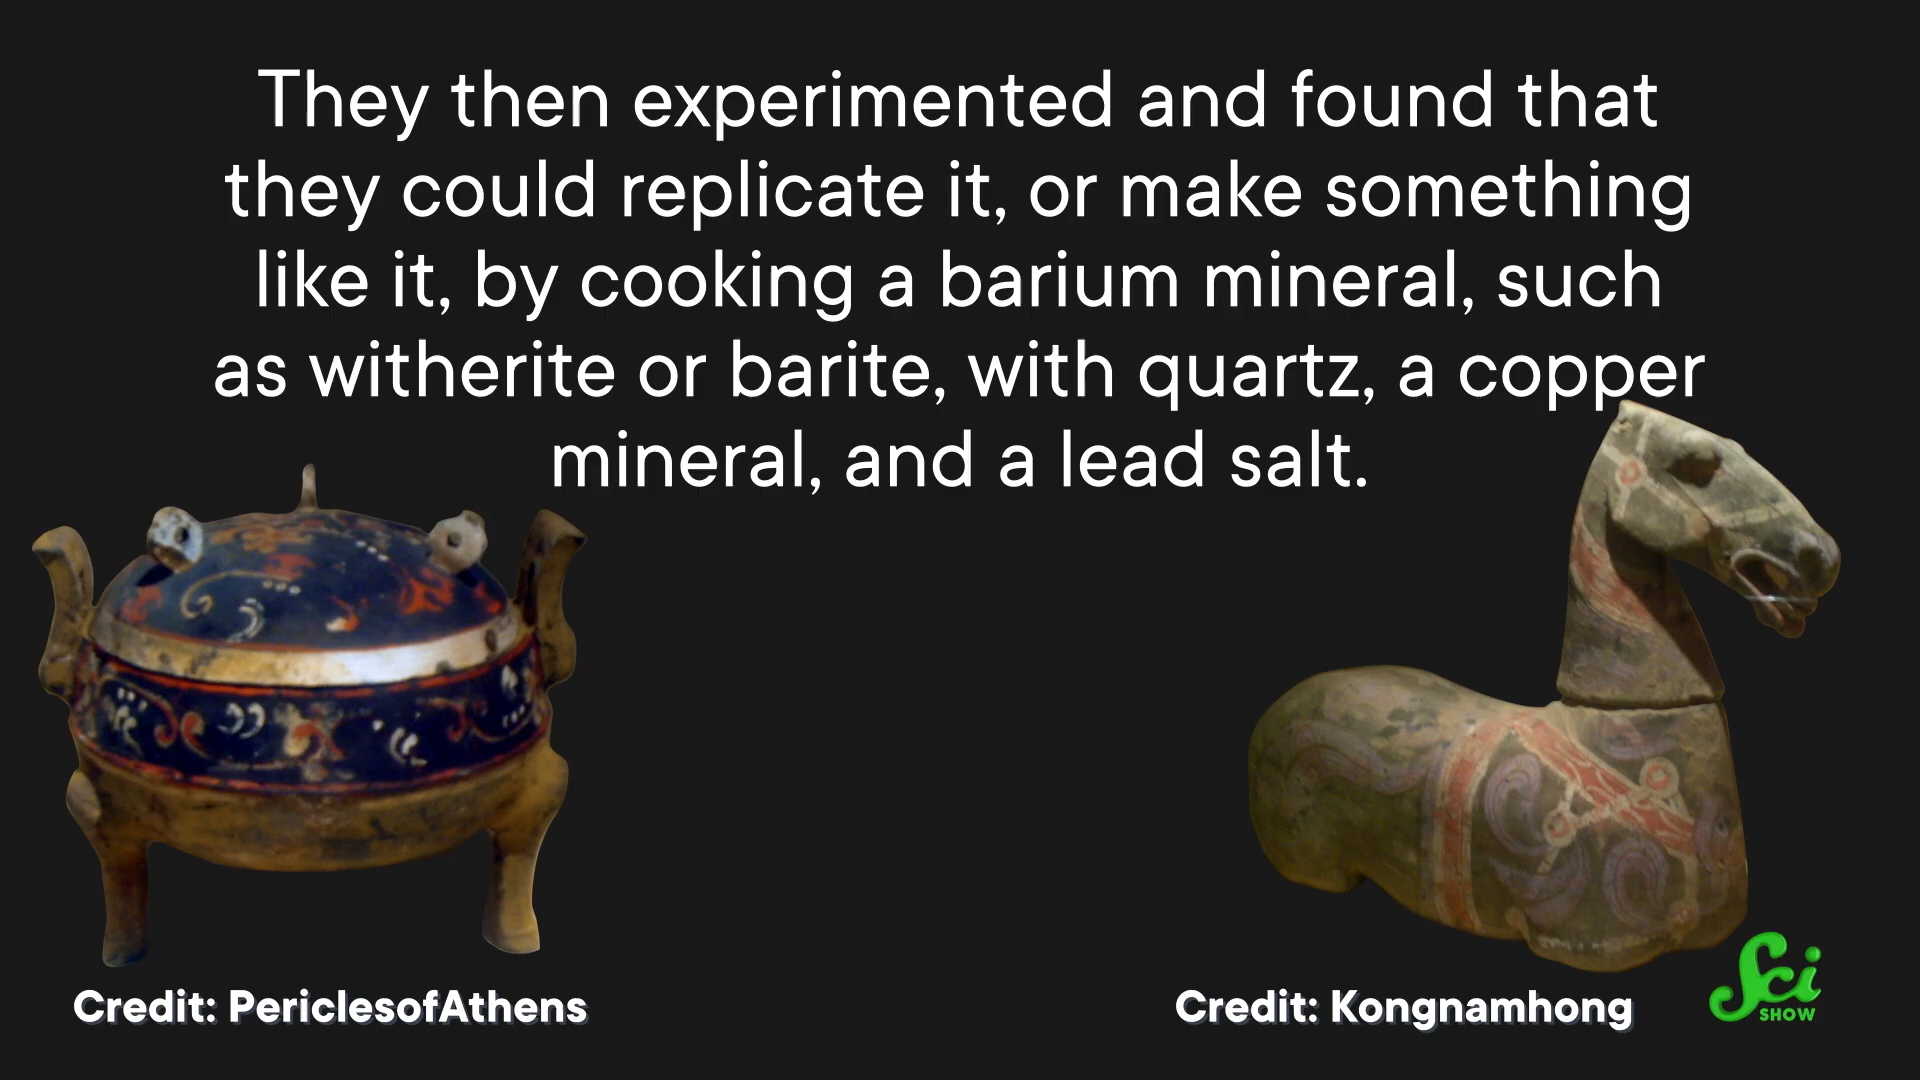 They then experimented and found that
they could replicate it, or make something
like it, by cooking a barium mineral, such
as witherite or barite, with quartz, a copper
mineral, and a lead salt.
Credit: PericlesofAthens
Credit: Kongnamhong
Sci
SHOW